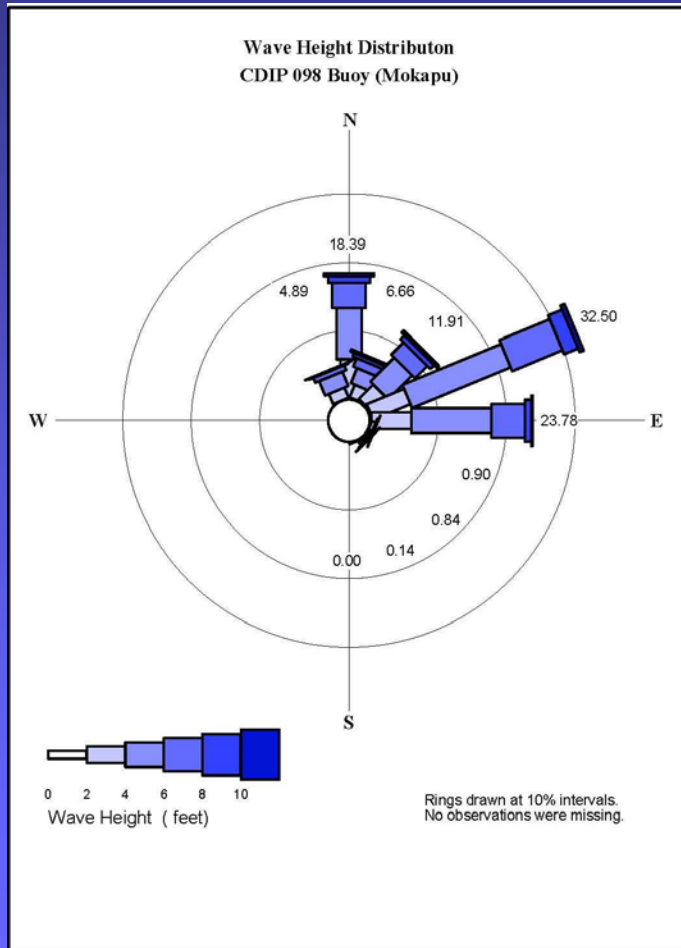 Wave Height Distributon
CDIP 098 Buoy (Mokapu)
N
18.39
4.89 6.66
11.91
32.50
W 23.78 E
0.90
0.84
0.14
0.00
S
0 2 4 6 8 10
Wave Height ( feet)
Rings drawn at 10% intervals.
No observations were missing.